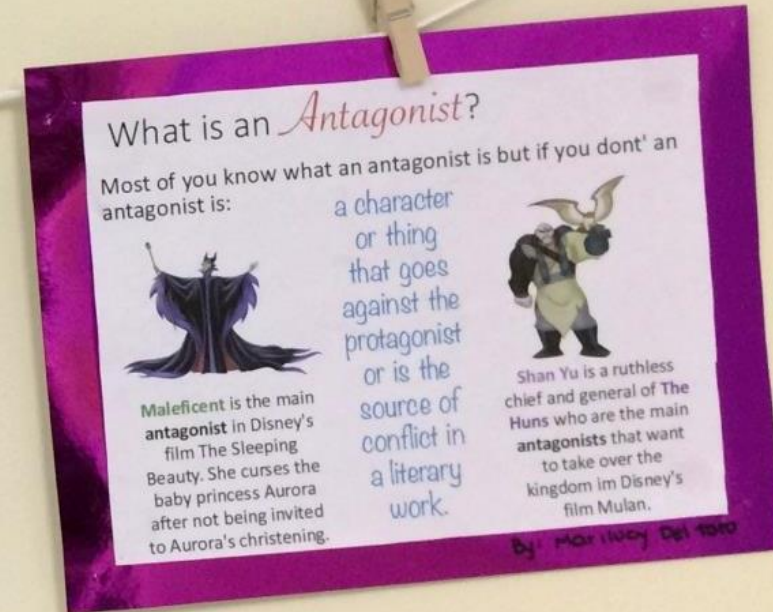 What is an Antagonist?
Most of you know what an antagonist is but if you dont' an
antagonist is:
a character
or thing
that goes
against the
protagonist
or is the
source of
conflict in
a literary
work.
Maleficent is the main
antagonist in Disney's
film The Sleeping
Beauty. She curses the
baby princess Aurora
after not being invited
to Aurora's christening.
Shan Yu is a ruthless
chief and general of The
Huns who are the main
antagonists that want
to take over the
kingdom im Disney's
film Mulan.
By: Marilucy Del toro